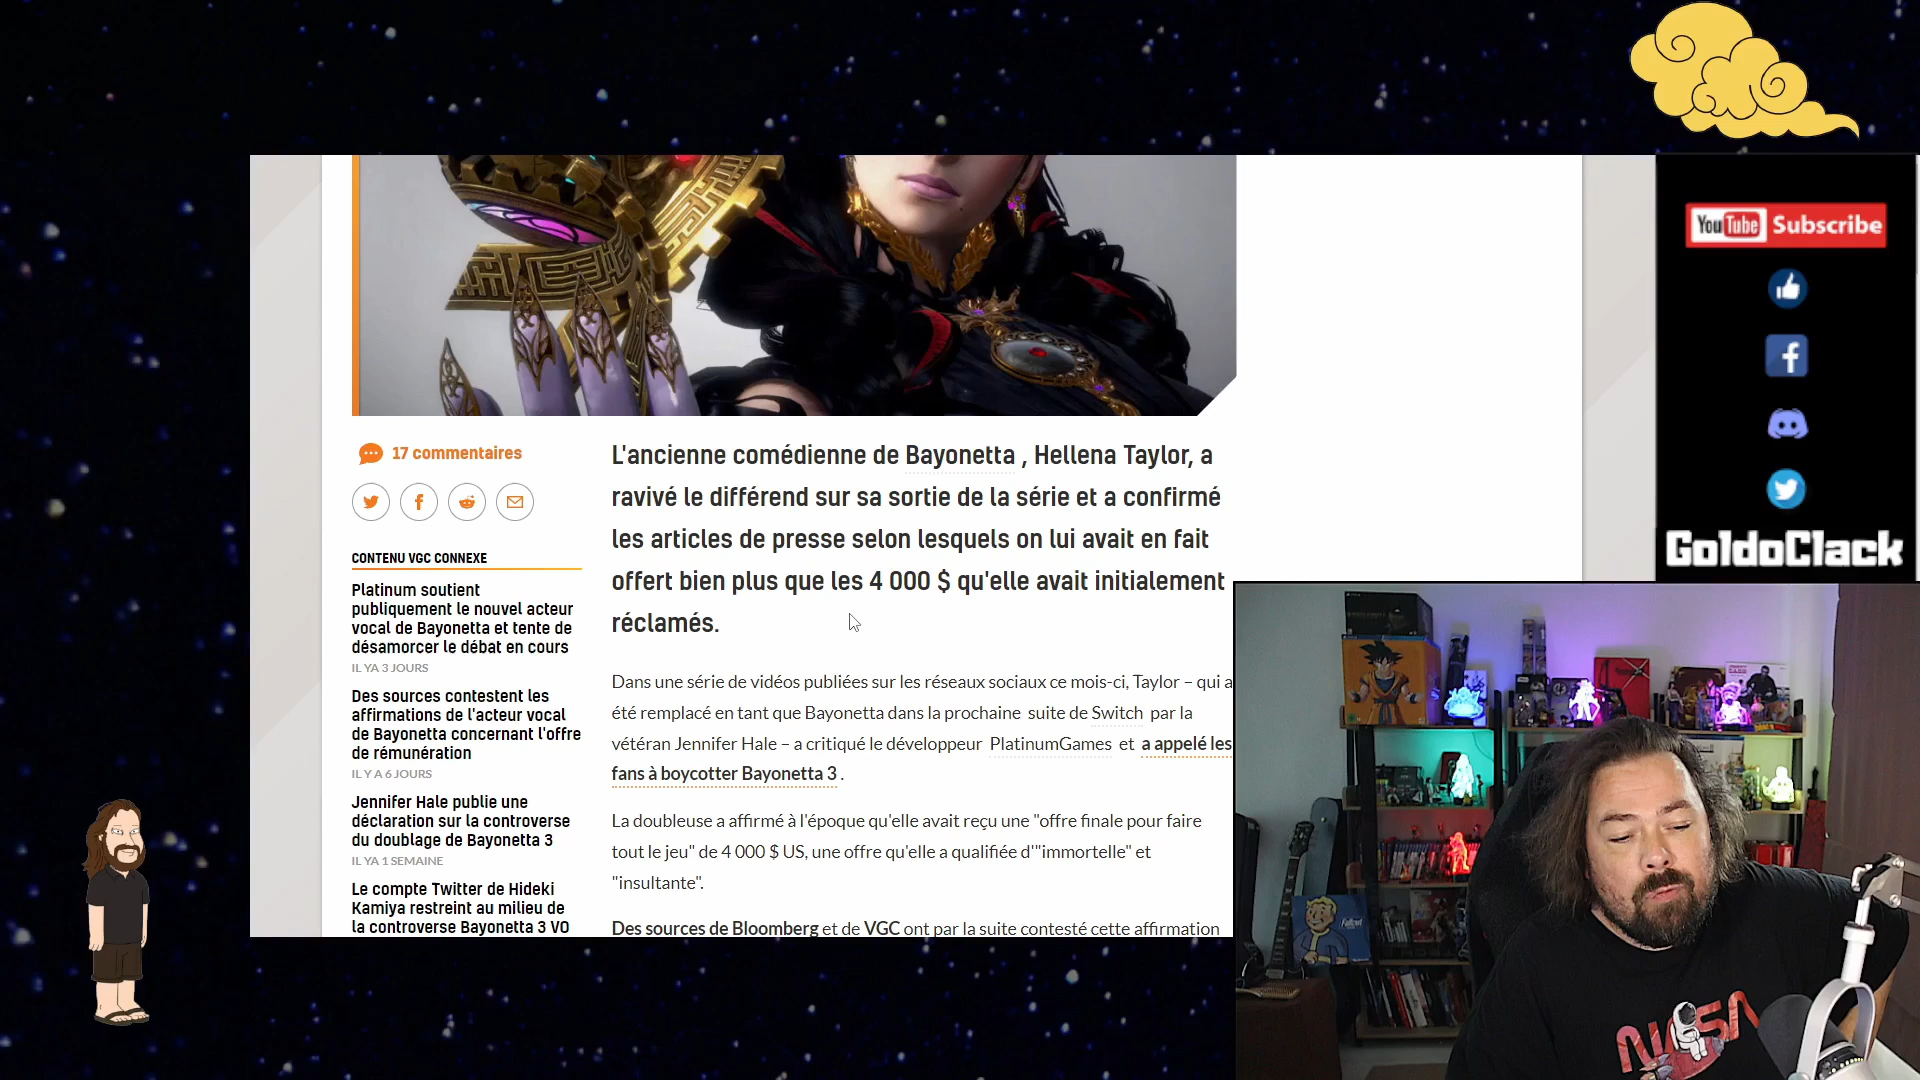 YouTube Subscribe
17 commentaires
L'ancienne comédienne de Bayonetta , Hellena Taylor, a
ravivé le différend sur sa sortie de la série et a confirmé
les articles de presse selon lesquels on lui avait en fait
offert bien plus que les 4 000 $ qu'elle avait initialement
réclamés.
CONTENU VGC CONNEXE
Platinum soutient
publiquement le nouvel acteur
vocal de Bayonetta et tente de
désamorcer le débat en cours
IL YA 3 JOURS
Des sources contestent les
affirmations de l'acteur vocal
de Bayonetta concernant l'offre
de rémunération
IL Y A 6 JOURS
Jennifer Hale publie une
déclaration sur la controverse
du doublage de Bayonetta 3
IL YA 1 SEMAINE
Le compte Twitter de Hideki
Kamiya restreint au milieu de
la controverse Bayonetta 3 VO
Dans une série de vidéos publiées sur les réseaux sociaux ce mois-ci, Taylor – qui a
été remplacé en tant que Bayonetta dans la prochaine suite de Switch par la
vétéran Jennifer Hale – a critiqué le développeur PlatinumGames et a appelé les
fans à boycotter Bayonetta 3 .
La doubleuse a affirmé à l'époque qu'elle avait reçu une "offre finale pour faire
tout le jeu" de 4 000 $ US, une offre qu'elle a qualifiée d'"immortelle" et
"insultante".
Des sources de Bloomberg et de VGC ont par la suite contesté cette affirmation
GoldoClack
Fallout
NASA